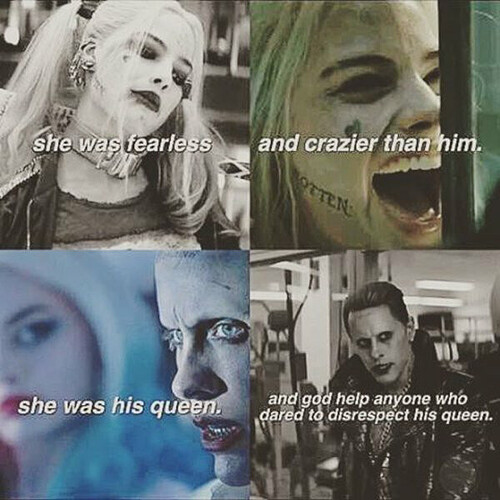 she was fearless
and crazier than him.
OTTEN
she was his queen.
and god help anyone who
dared to disrespect his queen.